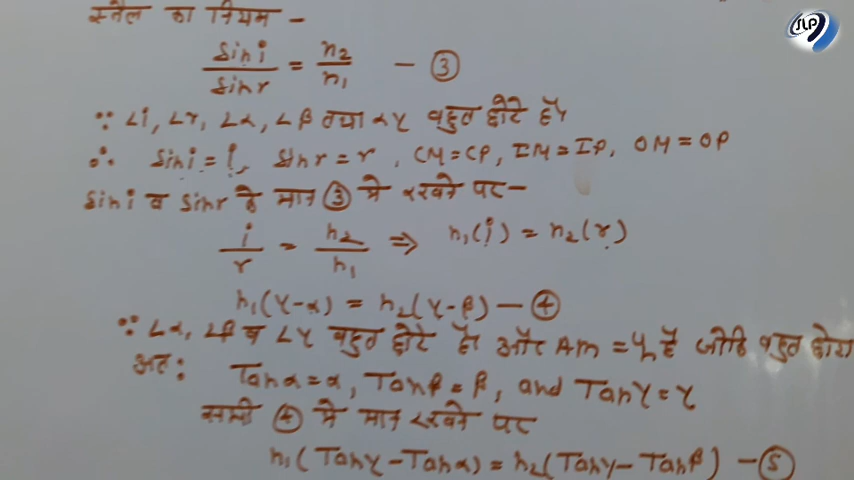 SLP
स्नेल का नियम -
Sin i / Sin r = n2 / n1 - ③
∵ ∠i, ∠r, ∠α, ∠β तथा ∠γ बहुत छोटे हैं।
∴ Sin i = i, Sin r = r, CM = CP, IM = IP, OM = OP
Sin i व Sin r के मान ③ मे रखने पर -
i / r = n2 / n1 ⇒ n1(i) = n2(r)
n1(γ-α) = n2(γ-β) - ④
∵ ∠α, ∠β व ∠γ बहुत छोटे है। और AM = h है जोकि बहुत छोटा
अत: Tanα = α, Tanβ = β, and Tanγ = γ
समी ④ मे मान रखने पर
n1(Tanγ - Tanα) = n2(Tanγ - Tanβ) - ⑤